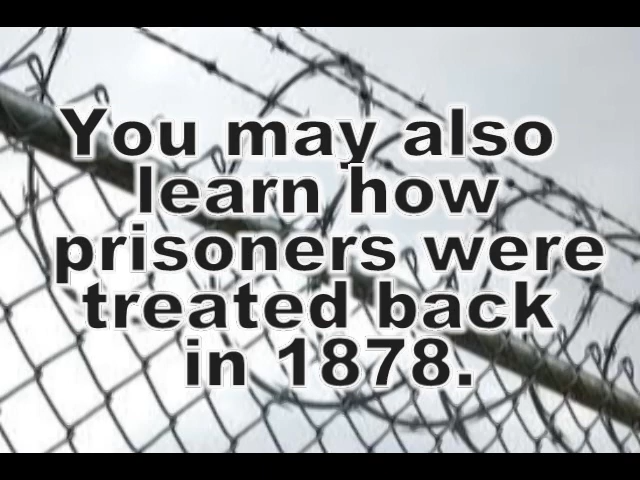 You may also
learn how
prisoners were
treated back
in 1878.